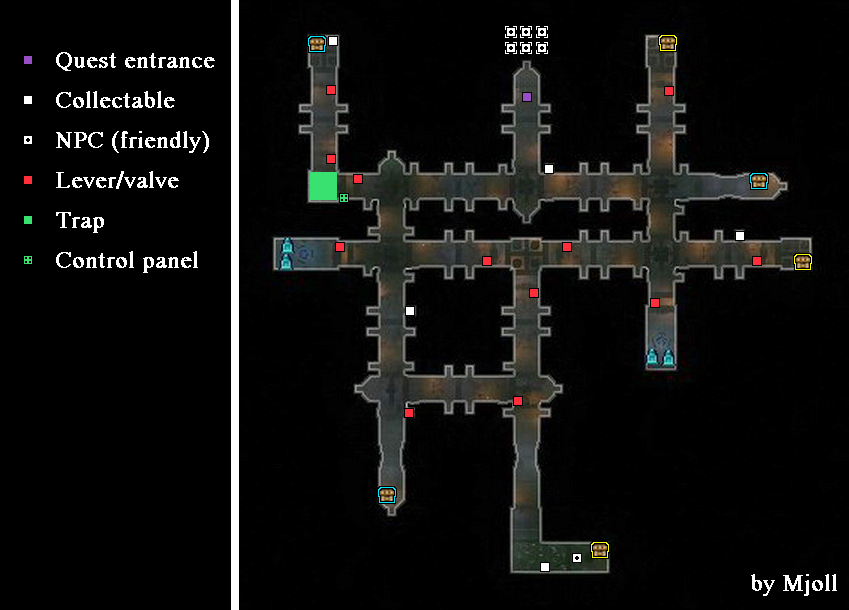 Quest entrance
Collectable
NPC (friendly)
Lever/valve
Trap
Control panel
by Mjoll